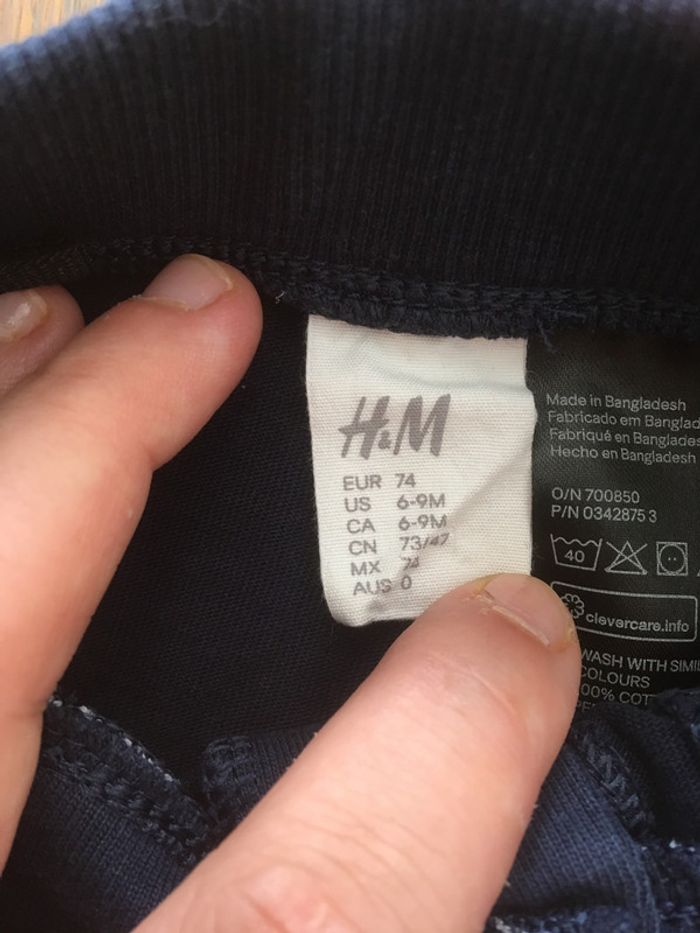 H&M
EUR 74
US 6-9M
CA 6-9M
CN 73/47
MX 74
AUS 0
Made in Bangladesh
Fabricado em Banglad
Fabriqué en Banglades
Hecho en Bangladesh
O/N 700850
P/N 0342875 3
40
clevercare.info
WASH WITH SIMI
COLOURS
00% COT